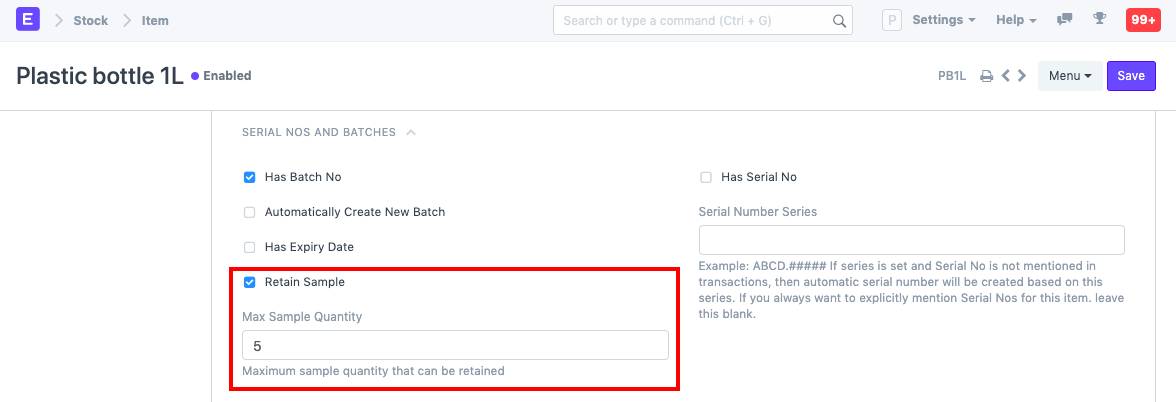 E Stock Item Search or type a command (Ctrl + G) P Settings Help 99+
Plastic bottle 1L Enabled PB1L Menu Save
SERIAL NOS AND BATCHES
Has Batch No
Automatically Create New Batch
Has Expiry Date
Retain Sample
Max Sample Quantity
5
Maximum sample quantity that can be retained
Has Serial No
Serial Number Series
Example: ABCD.##### If series is set and Serial No is not mentioned in
transactions, then automatic serial number will be created based on this
series. If you always want to explicitly mention Serial Nos for this item. leave
this blank.